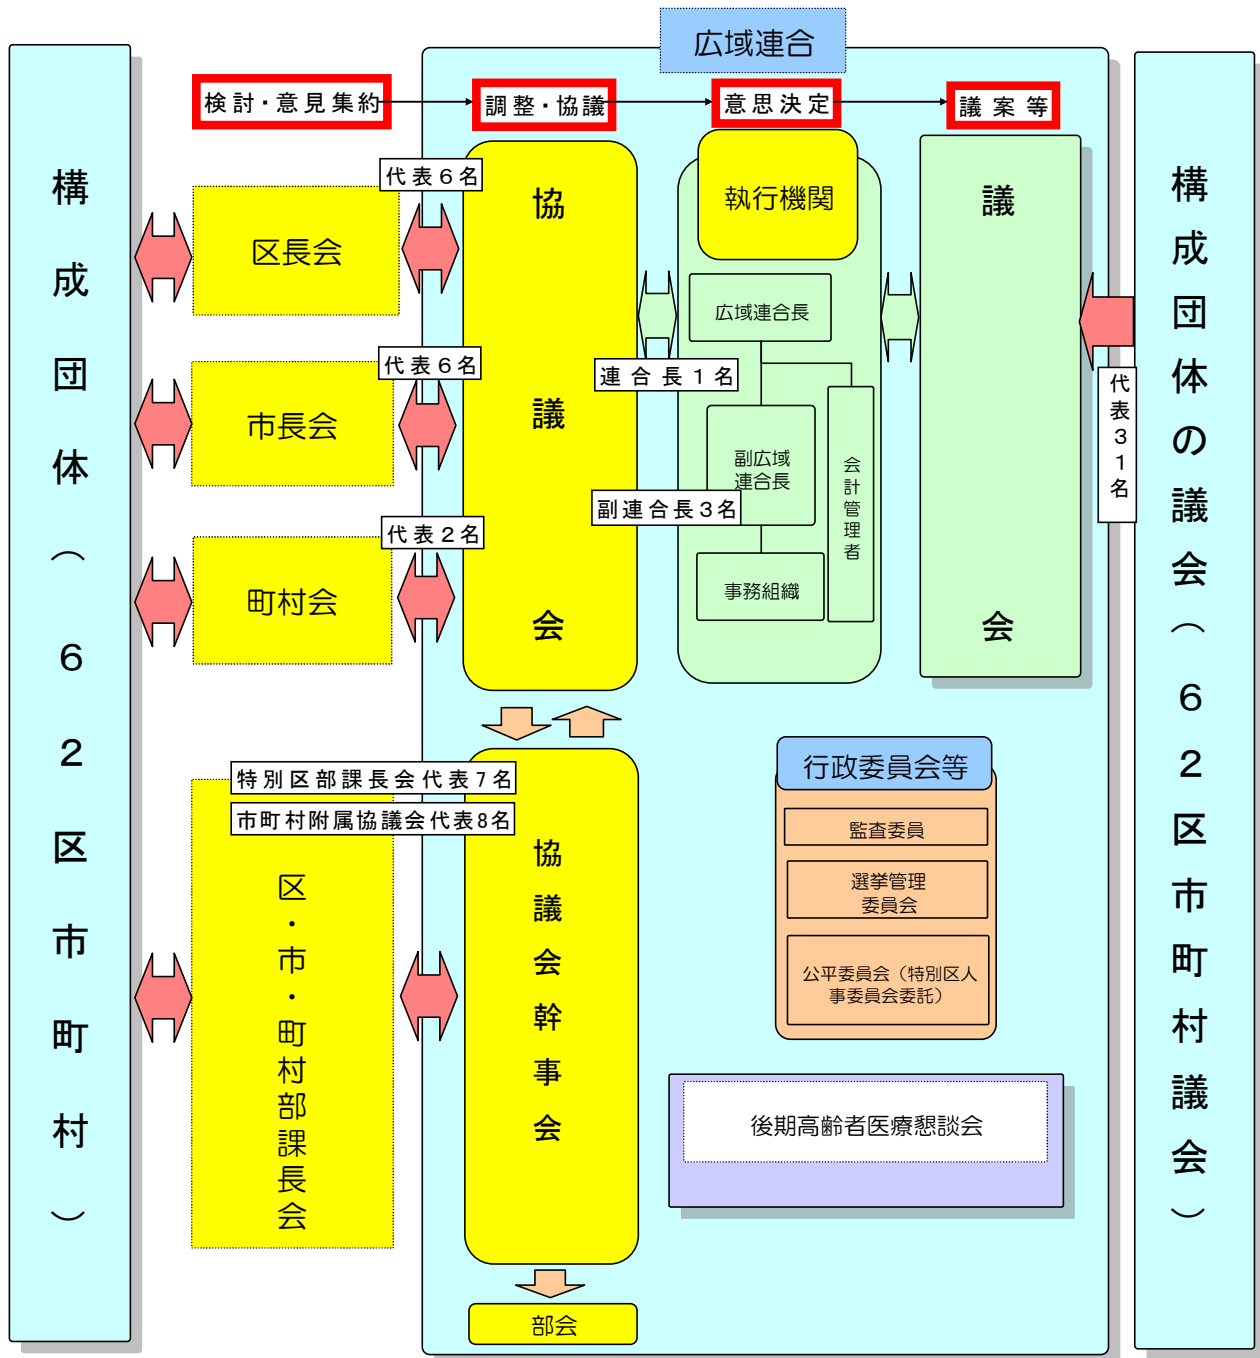 広域連合
検討・意見集約
調整・協議
意思決定
議案等
構成団体（６２区市町村）
区長会
市長会
町村会
代表６名
代表６名
代表２名
協議会
執行機関
広域連合長
連合長１名
副広域
連合長
副連合長３名
会計管理者
事務組織
議会
代表３１名
構成団体の議会（６２区市町村議会）
特別区部課長会代表７名
市町村附属協議会代表8名
区・市・町村部課長会
協議会幹事会
部会
行政委員会等
監査委員
選挙管理
委員会
公平委員会（特別区人
事委員会委託）
後期高齢者医療懇談会